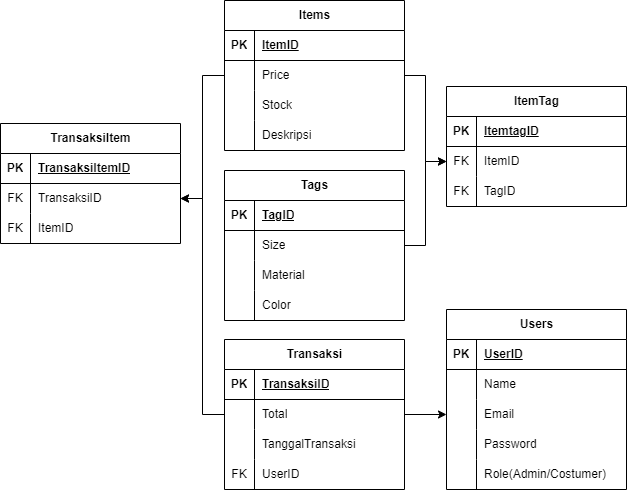 Items
PK ItemID
Price
Stock
Deskripsi
ItemTag
PK ItemtagID
FK ItemID
FK TagID
TransaksiItem
PK TransaksiItemID
FK TransaksiID
FK ItemID
Tags
PK TagID
Size
Material
Color
Transaksi
PK TransaksiID
Total
TanggalTransaksi
FK UserID
Users
PK UserID
Name
Email
Password
Role(Admin/Costumer)